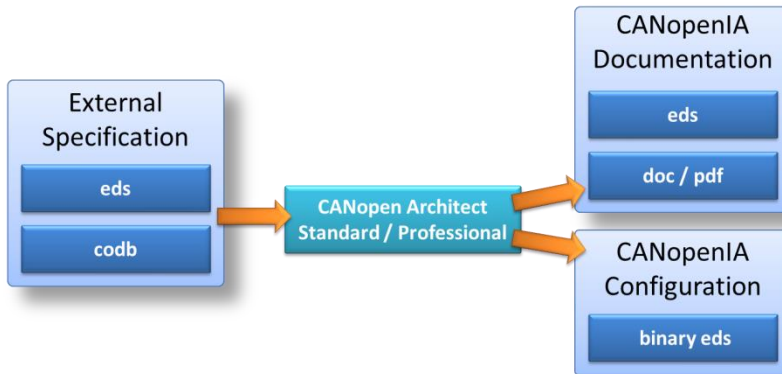 External
Specification
eds
codb
CANopen Architect
Standard / Professional
CANopenIA
Documentation
eds
doc / pdf
CANopenIA
Configuration
binary eds